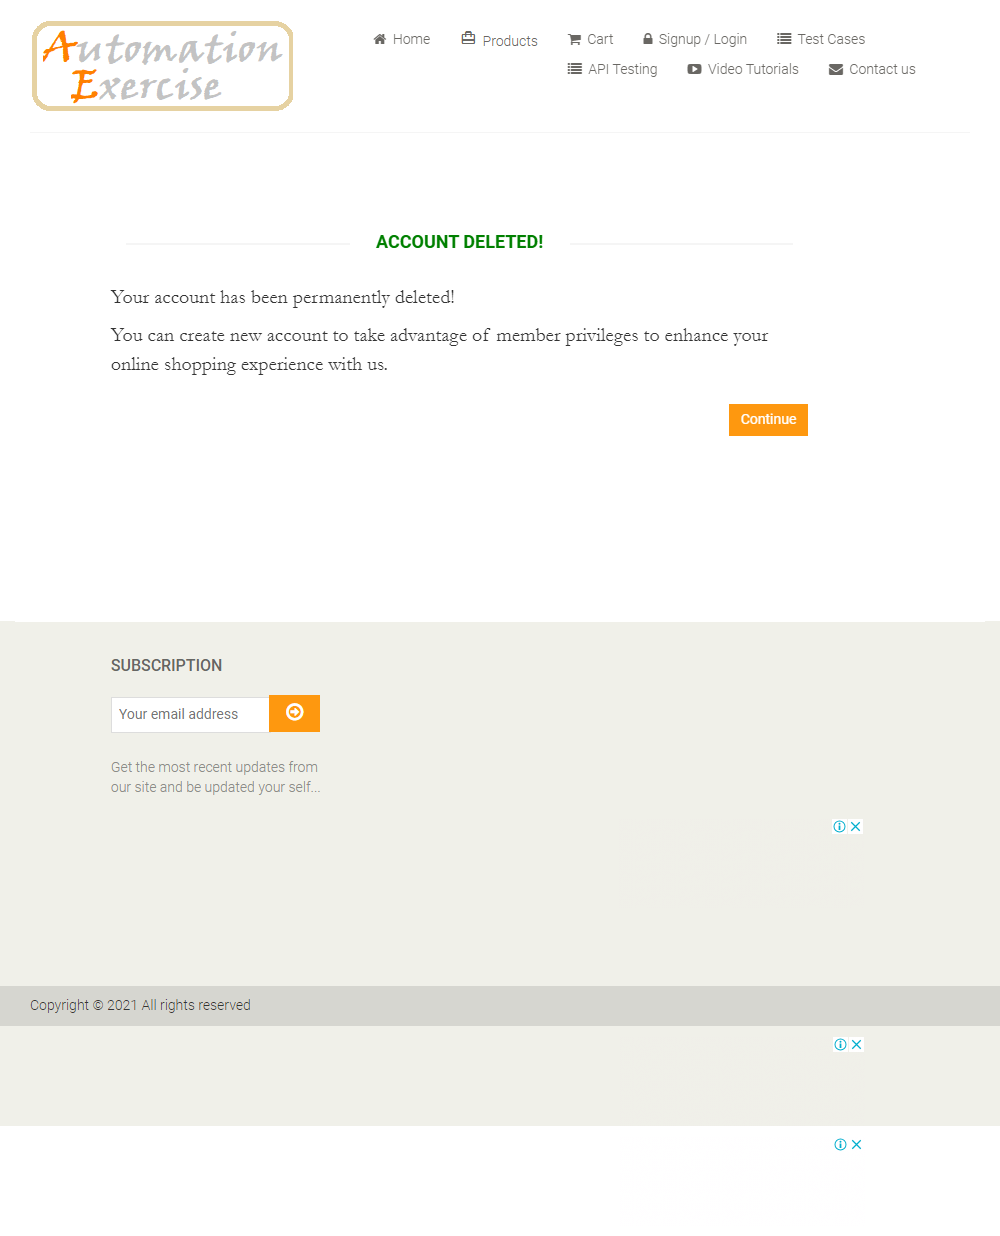 Automation
Exercise
Home
Products
Cart
Signup / Login
Test Cases
API Testing
Video Tutorials
Contact us
ACCOUNT DELETED!
Your account has been permanently deleted!
You can create new account to take advantage of member privileges to enhance your
online shopping experience with us.
Continue
SUBSCRIPTION
Your email address
Get the most recent updates from
our site and be updated your self...
Copyright © 2021 All rights reserved